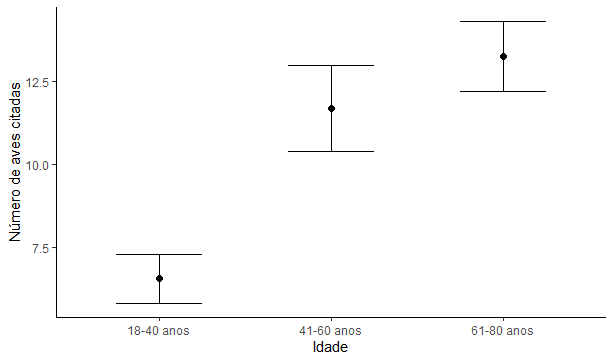 Número de aves citadas
12.5
10.0
7.5
18-40 anos
41-60 anos
61-80 anos
Idade